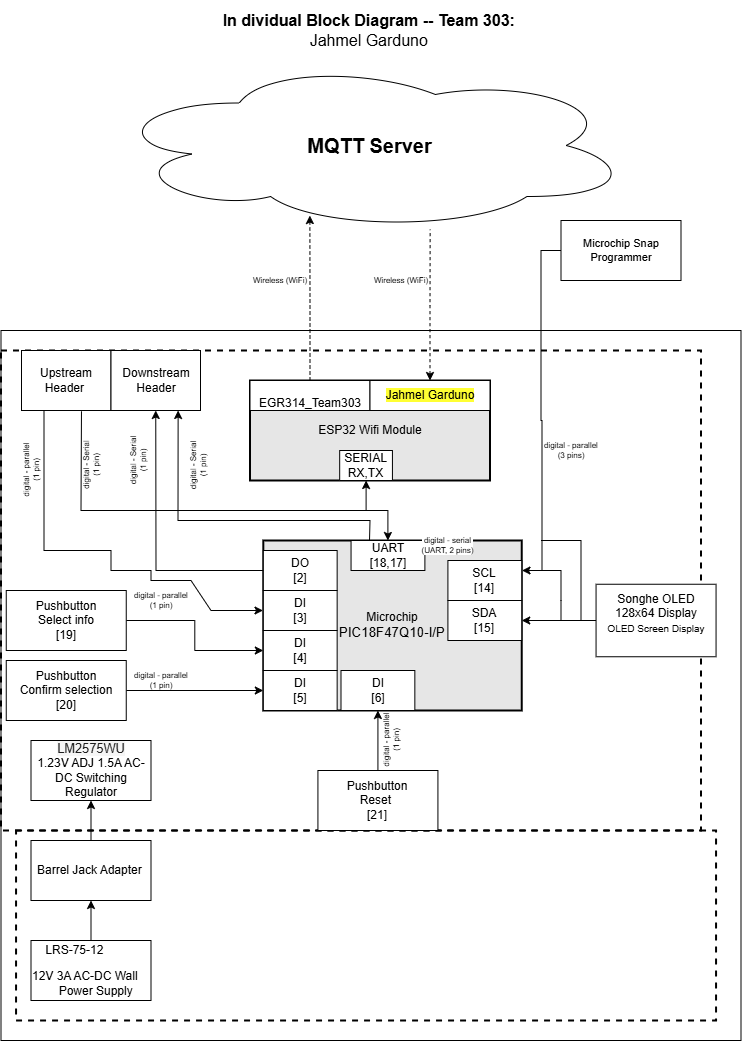 In dividual Block Diagram -- Team 303:
Jahmel Garduno
MQTT Server
Microchip Snap
Programmer
Wireless (WiFi)
Wireless (WiFi)
Upstream
Header
Downstream
Header
EGR314_Team303
Jahmel Garduno
ESP32 Wifi Module
SERIAL
RX,TX
digital - parallel
(1 pin)
digital - Serial
(1 pin)
digital - Serial
(1 pin)
digital - Serial
(1 pin)
digital - parallel
(3 pins)
digital - serial
(UART, 2 pins)
UART
[18,17]
DO
[2]
DI
[3]
DI
[4]
DI
[5]
DI
[6]
SCL
[14]
SDA
[15]
Microchip
PIC18F47Q10-I/P
Songhe OLED
128x64 Display
OLED Screen Display
Pushbutton
Select info
[19]
digital - parallel
(1 pin)
Pushbutton
Confirm selection
[20]
digital - parallel
(1 pin)
digital - parallel
(1 pin)
Pushbutton
Reset
[21]
LM2575WU
1.23V ADJ 1.5A AC-
DC Switching
Regulator
Barrel Jack Adapter
LRS-75-12
12V 3A AC-DC Wall
Power Supply